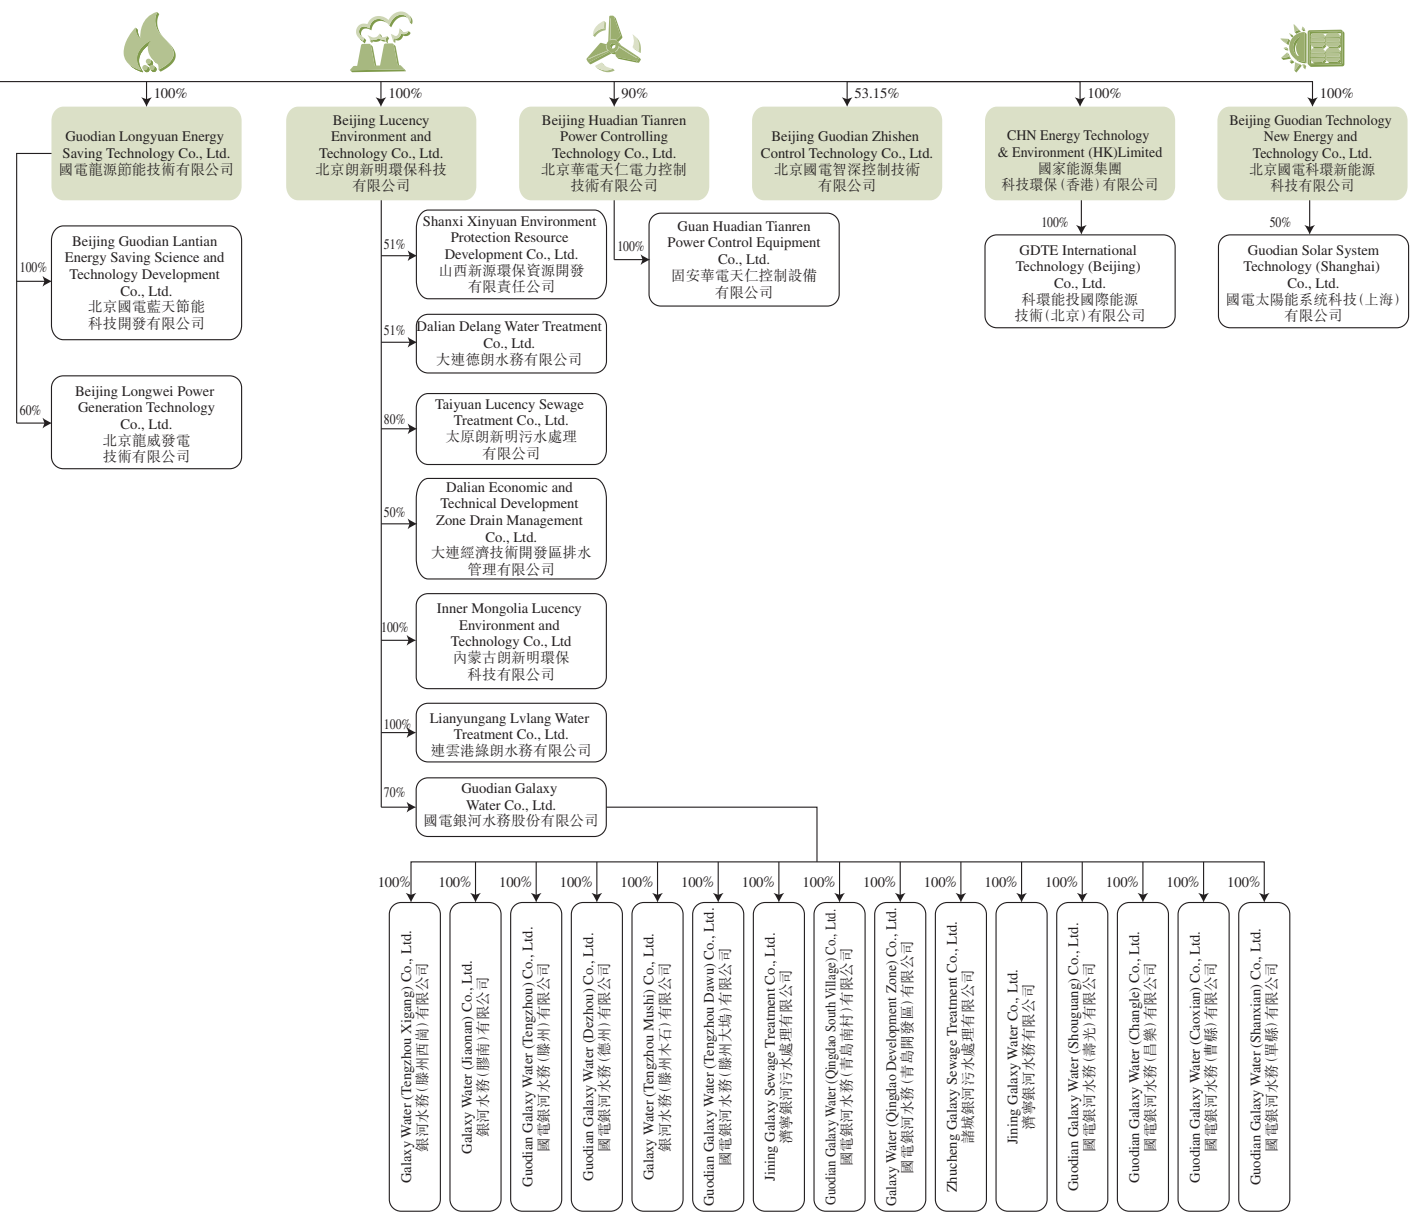 100%
Guodian Longyuan Energy
Saving Technology Co., Ltd.
國電龍源節能技術有限公司
100%
Beijing Guodian Lantian
Energy Saving Science and
Technology Development
Co., Ltd.
北京國電藍天節能
科技開發有限公司
60%
Beijing Longwei Power
Generation Technology
Co., Ltd.
北京龍威發電
技術有限公司
100%
Beijing Lucency
Environment and
Technology Co., Ltd.
北京朗新明環保科技
有限公司
51%
Shanxi Xinyuan Environment
Protection Resource
Development Co., Ltd.
山西新源環保資源開發
有限責任公司
51%
Dalian Delang Water Treatment
Co., Ltd.
大連德朗水務有限公司
80%
Taiyuan Lucency Sewage
Treatment Co., Ltd.
太原朗新明污水處理
有限公司
50%
Dalian Economic and
Technical Development
Zone Drain Management
Co., Ltd.
大連經濟技術開發區排水
管理有限公司
100%
Inner Mongolia Lucency
Environment and
Technology Co., Ltd
內蒙古朗新明環保
科技有限公司
100%
Lianyungang Lvlang Water
Treatment Co., Ltd.
連雲港綠朗水務有限公司
70%
Guodian Galaxy
Water Co., Ltd.
國電銀河水務股份有限公司
90%
Beijing Huadian Tianren
Power Controlling
Technology Co., Ltd.
北京華電天仁電力控制
技術有限公司
100%
Guan Huadian Tianren
Power Control Equipment
Co., Ltd.
固安華電天仁控制設備
有限公司
53.15%
Beijing Guodian Zhishen
Control Technology Co., Ltd.
北京國電智深控制技術
有限公司
100%
CHN Energy Technology
& Environment (HK)Limited
國家能源集團
科技環保(香港)有限公司
100%
GDTE International
Technology (Beijing)
Co., Ltd.
科環能投國際能源
技術(北京)有限公司
100%
Beijing Guodian Technology
New Energy and
Technology Co., Ltd.
北京國電科環新能源
科技有限公司
50%
Guodian Solar System
Technology (Shanghai)
Co., Ltd.
國電太陽能系统科技(上海)
有限公司
100%
Galaxy Water (Tengzhou Xigang) Co., Ltd.
銀河水務(滕州西崗)有限公司
100%
Galaxy Water (Jiaonan) Co., Ltd.
銀河水務(膠南)有限公司
100%
Guodian Galaxy Water (Tengzhou) Co., Ltd.
國電銀河水務(滕州)有限公司
100%
Guodian Galaxy Water (Dezhou) Co., Ltd.
國電銀河水務(德州)有限公司
100%
Galaxy Water (Tengzhou Mushi) Co., Ltd.
銀河水務(滕州木石)有限公司
100%
Guodian Galaxy Water (Tengzhou Dawu) Co., Ltd.
國電銀河水務(滕州大塢)有限公司
100%
Jining Galaxy Sewage Treatment Co., Ltd.
濟寧銀河污水處理有限公司
100%
Guodian Galaxy Water (Qingdao South Village) Co., Ltd.
國電銀河水務(青島南村)有限公司
100%
Galaxy Water (Qingdao Development Zone) Co., Ltd.
國電銀河水務(青島開發區)有限公司
100%
Zhucheng Galaxy Sewage Treatment Co., Ltd.
諸城銀河污水處理有限公司
100%
Jining Galaxy Water Co., Ltd.
濟寧銀河水務有限公司
100%
Guodian Galaxy Water (Shouguang) Co., Ltd.
國電銀河水務(壽光)有限公司
100%
Guodian Galaxy Water (Changle) Co., Ltd.
國電銀河水務(昌樂)有限公司
100%
Guodian Galaxy Water (Caoxian) Co., Ltd.
國電銀河水務(曹縣)有限公司
100%
Guodian Galaxy Water (Shanxian) Co., Ltd.
國電銀河水務(單縣)有限公司